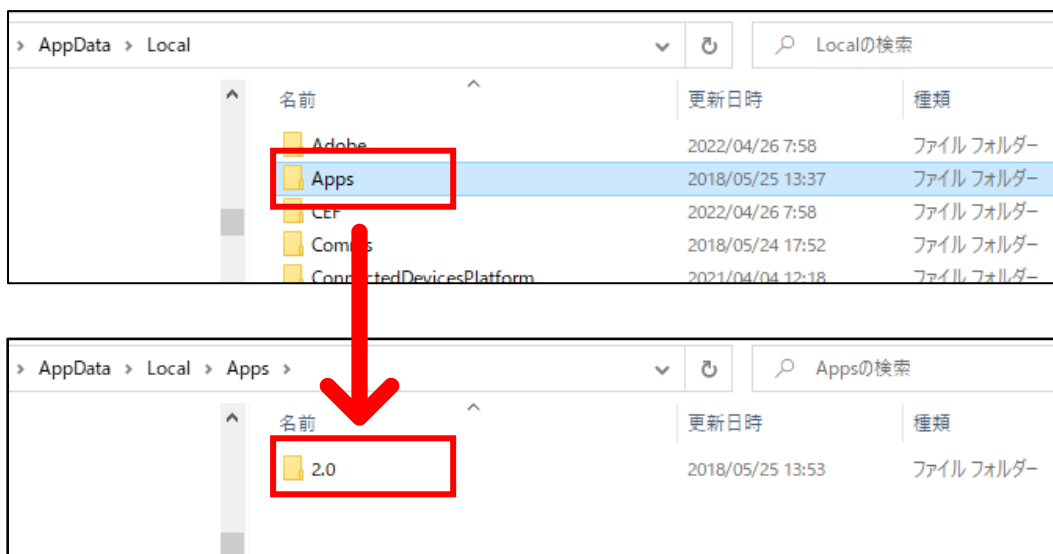 › AppData › Local Localの検索
名前 更新日時 種類
Adobe 2022/04/26 7:58 ファイル フォルダー
Apps 2018/05/25 13:37 ファイル フォルダー
CEF 2022/04/26 7:58 ファイル フォルダー
2018/05/24 17:52 ファイル フォルダー
ConnectedDevicesPlatform 2021/04/04 12:18 ファイル フォルダー
› AppData › Local › Apps › Appsの検索
名前 更新日時 種類
2.0 2018/05/25 13:53 ファイル フォルダー